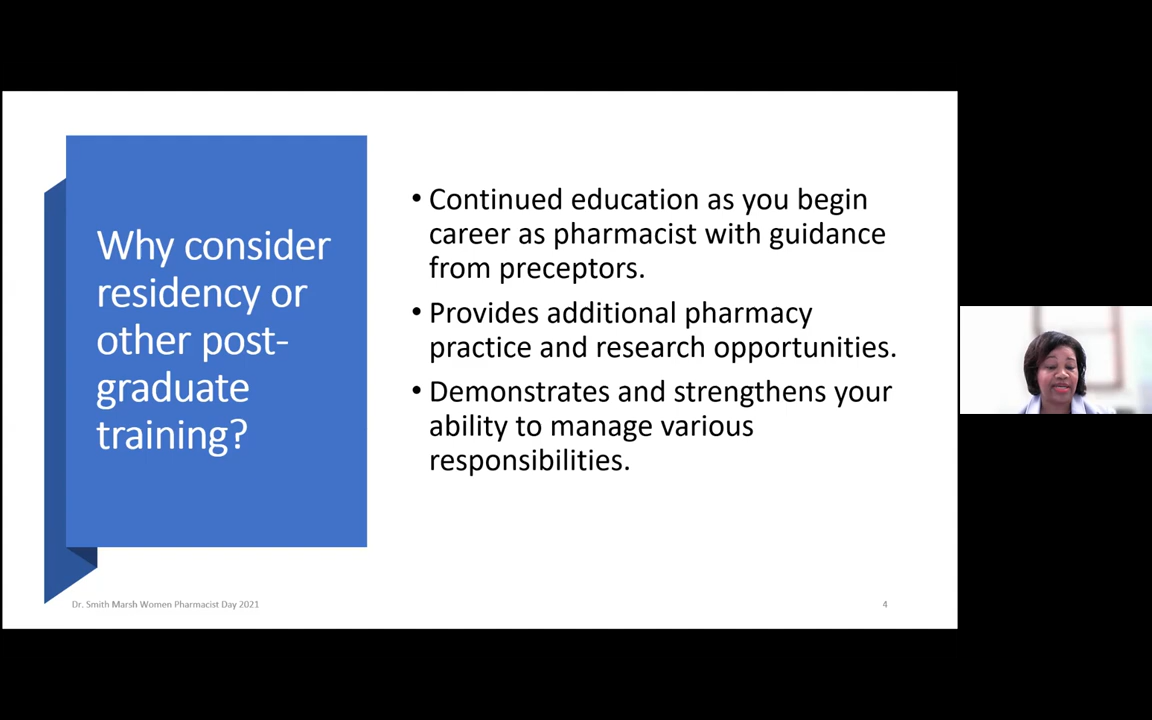 Why consider
residency or
other post-
graduate
training?
• Continued education as you begin
career as pharmacist with guidance
from preceptors.
• Provides additional pharmacy
practice and research opportunities.
• Demonstrates and strengthens your
ability to manage various
responsibilities.
Dr. Smith Marsh Women Pharmacist Day 2021
4